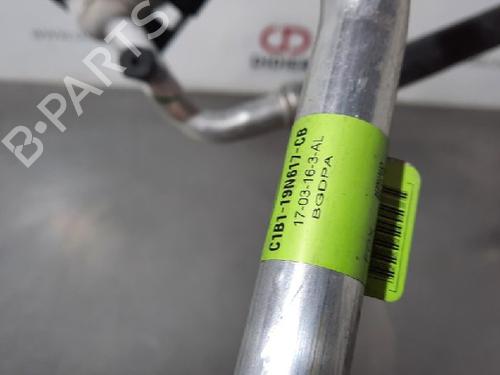 C1B1-19N617-CB
17-03-16-3-AL
BGDPA
B-PARTS